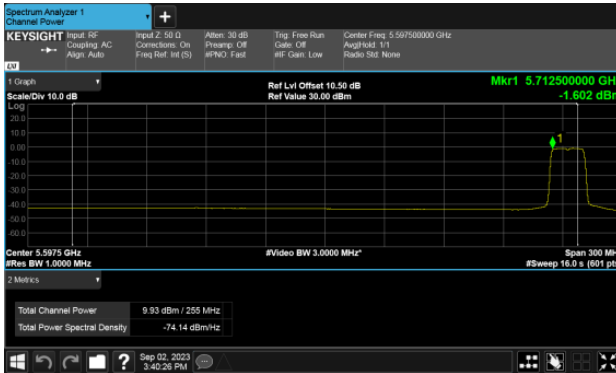 Spectrum Analyzer 1
Channel Power
+
KEYSIGHT Input: RF Input Z: 50 Ω Atten: 30 dB Trig: Free Run Center Freq: 5.597500000 GHz
Coupling: AC Corrections: On Preamp: Off Gate: Off Avg|Hold: 1/1
Align: Auto Freq Ref: Int (S) #PNO: Fast #IF Gain: Low Radio Std: None
LXI
1 Graph
Scale/Div 10.0 dB Ref Lvl Offset 10.50 dB Mkr1 5.712500000 GH
Ref Value 30.00 dBm -1.602 dBm
Log
20.0
10.0
0.00
-10.0
-20.0
-30.0
-40.0
-50.0
-60.0
1
Center 5.5975 GHz #Video BW 3.0000 MHz* Span 300 MH
#Res BW 1.0000 MHz #Sweep 16.0 s (601 pts
2 Metrics
Total Channel Power 9.93 dBm / 255 MHz
Total Power Spectral Density -74.14 dBm/Hz
? Sep 02, 2023
3:40:26 PM